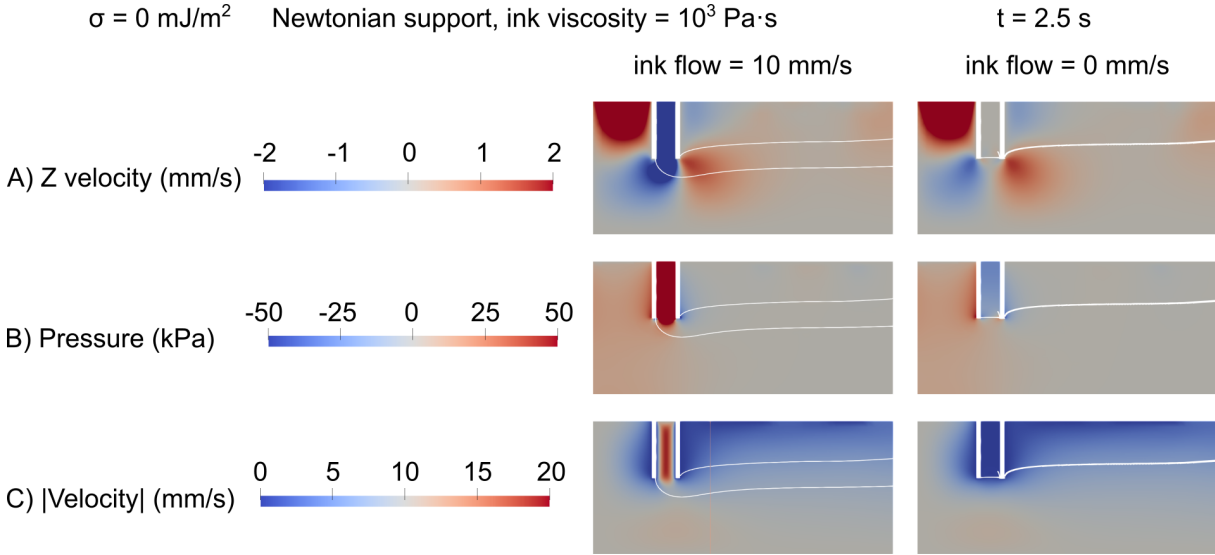 σ = 0 mJ/m² Newtonian support, ink viscosity = 10³ Pa·s t = 2.5 s
ink flow = 10 mm/s ink flow = 0 mm/s
A) Z velocity (mm/s) -2 -1 0 1 2
B) Pressure (kPa) -50 -25 0 25 50
C) |Velocity| (mm/s) 0 5 10 15 20